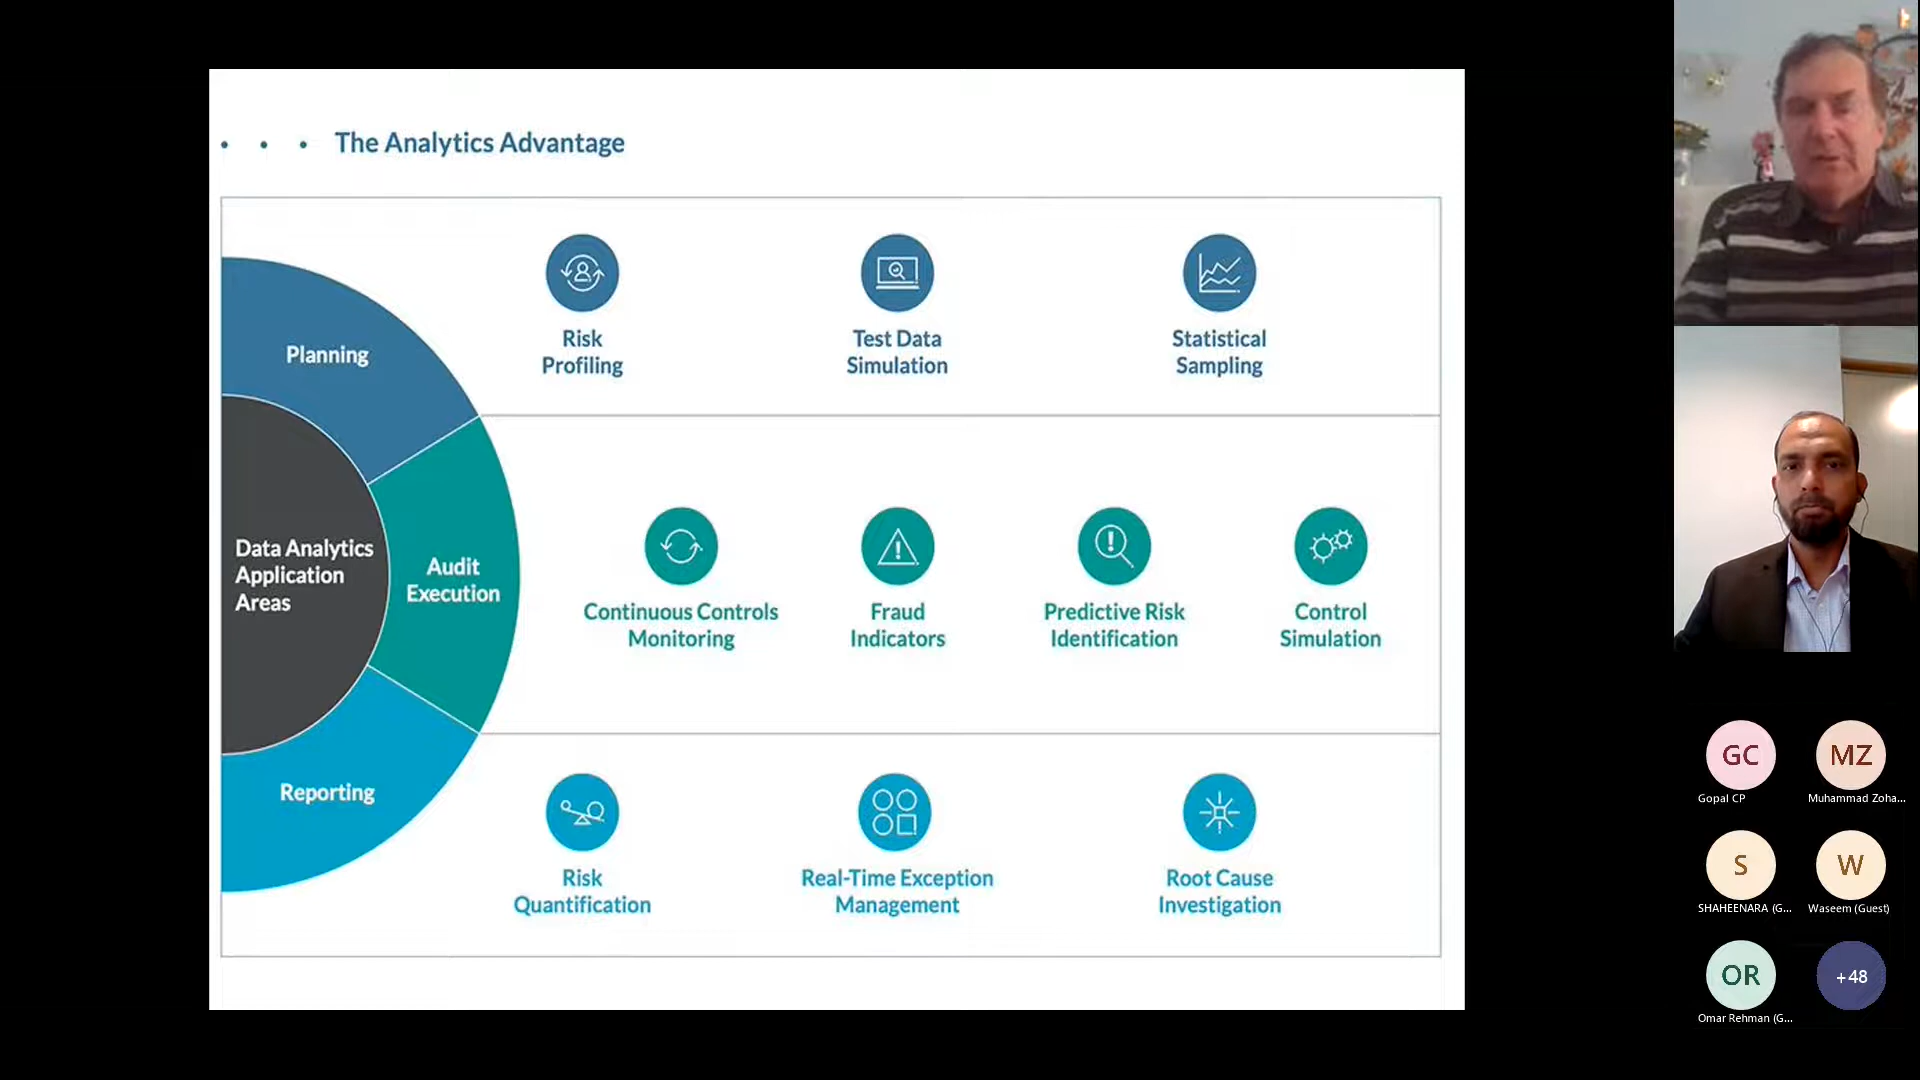 The Analytics Advantage
Planning
Risk
Profiling
Test Data
Simulation
Statistical
Sampling
Data Analytics
Application
Areas
Audit
Execution
Continuous Controls
Monitoring
Fraud
Indicators
Predictive Risk
Identification
Control
Simulation
Reporting
Risk
Quantification
Real-Time Exception
Management
Root Cause
Investigation
GC
Gopal CP
MZ
Muhammad Zoha...
S
SHAHEENARA (G...
W
Waseem (Guest)
OR
Omar Rehman (G...
+48